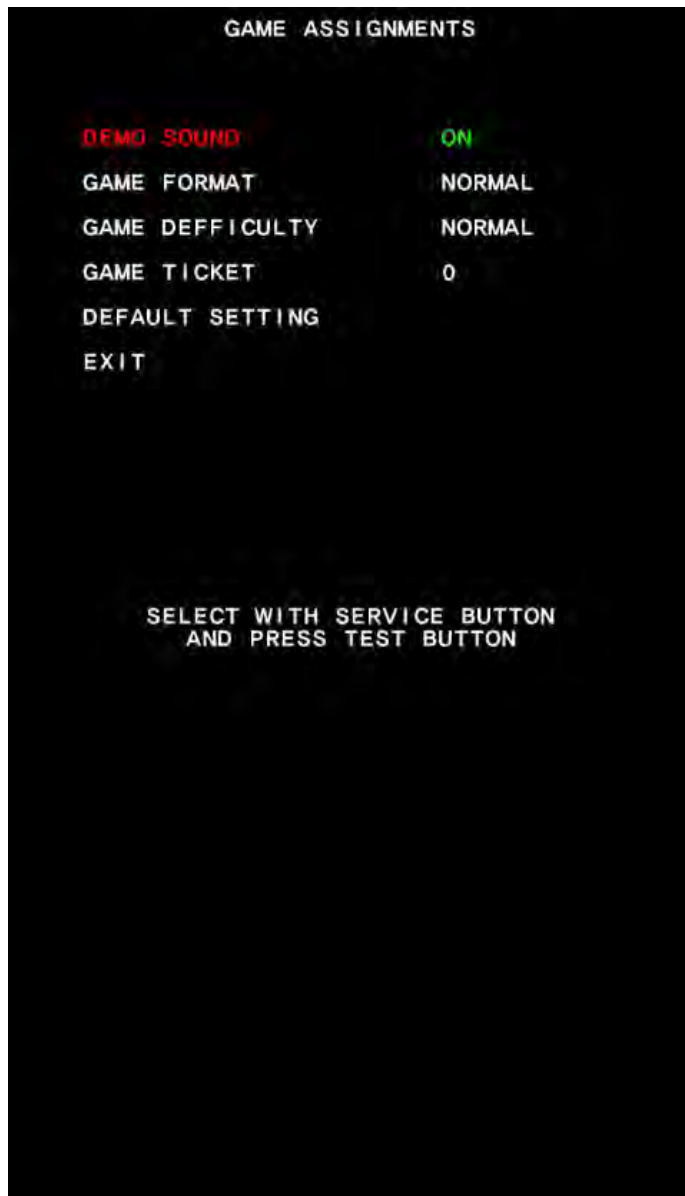 GAME ASSIGNMENTS
DEMO SOUND ON
GAME FORMAT NORMAL
GAME DEFFICULTY NORMAL
GAME TICKET 0
DEFAULT SETTING
EXIT
SELECT WITH SERVICE BUTTON
AND PRESS TEST BUTTON